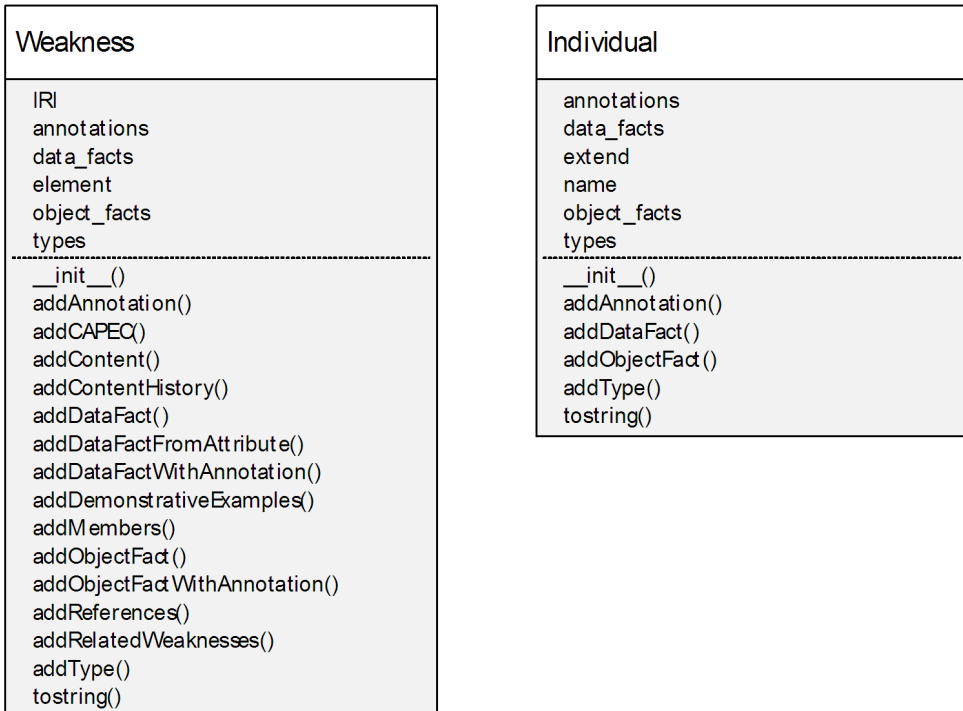 Weakness
IRI
annotations
data_facts
element
object_facts
types
__init__()
addAnnotation()
addCAPEC()
addContent()
addContentHistory()
addDataFact()
addDataFactFromAttribute()
addDataFactWithAnnotation()
addDemonstrativeExamples()
addMembers()
addObjectFact()
addObjectFactWithAnnotation()
addReferences()
addRelatedWeaknesses()
addType()
tostring()
Individual
annotations
data_facts
extend
name
object_facts
types
__init__()
addAnnotation()
addDataFact()
addObjectFact()
addType()
tostring()